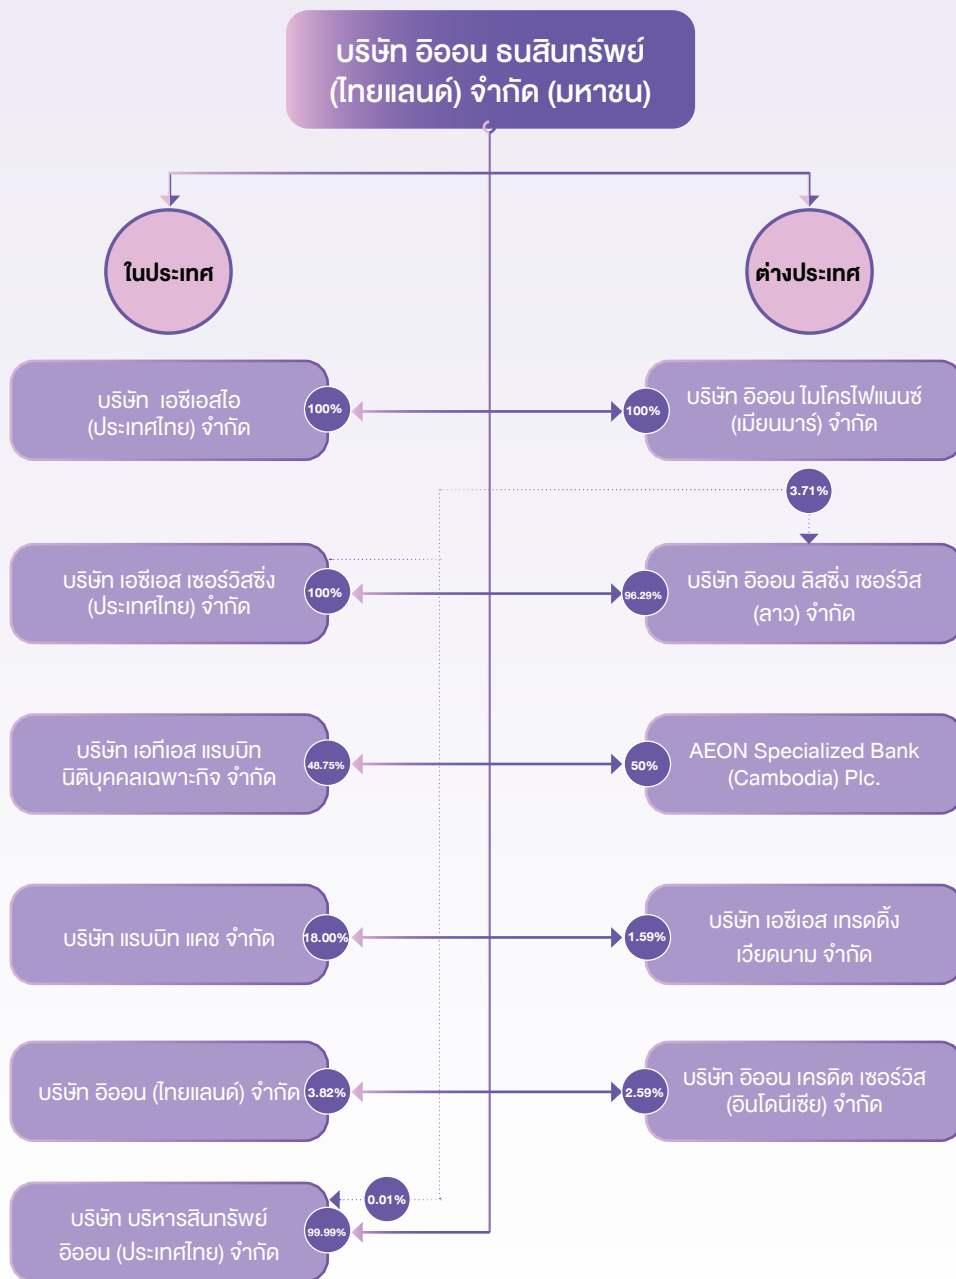 บริษัท อิออน ธนสินทรัพย์
(ไทยแลนด์) จำกัด (มหาชน)
ในประเทศ
ต่างประเทศ
บริษัท เอซีเอสไอ
(ประเทศไทย) จำกัด
100%
100%
บริษัท อิออน ไมโครไฟแนนซ์
(เมียนมาร์) จำกัด
3.71%
บริษัท เอซีเอส เซอร์วิสซิ่ง
(ประเทศไทย) จำกัด
100%
96.29%
บริษัท อิออน ลิสซิ่ง เซอร์วิส
(ลาว) จำกัด
บริษัท เอทีเอส แรบบิท
นิติบุคคลเฉพาะกิจ จำกัด
48.75%
50%
AEON Specialized Bank
(Cambodia) Plc.
บริษัท แรบบิท แคช จำกัด
18.00%
1.59%
บริษัท เอซีเอส เทรดดิ้ง
เวียดนาม จำกัด
บริษัท อิออน (ไทยแลนด์) จำกัด
3.82%
2.59%
บริษัท อิออน เครดิต เซอร์วิส
(อินโดนีเซีย) จำกัด
0.01%
บริษัท บริหารสินทรัพย์
อิออน (ประเทศไทย) จำกัด
99.99%